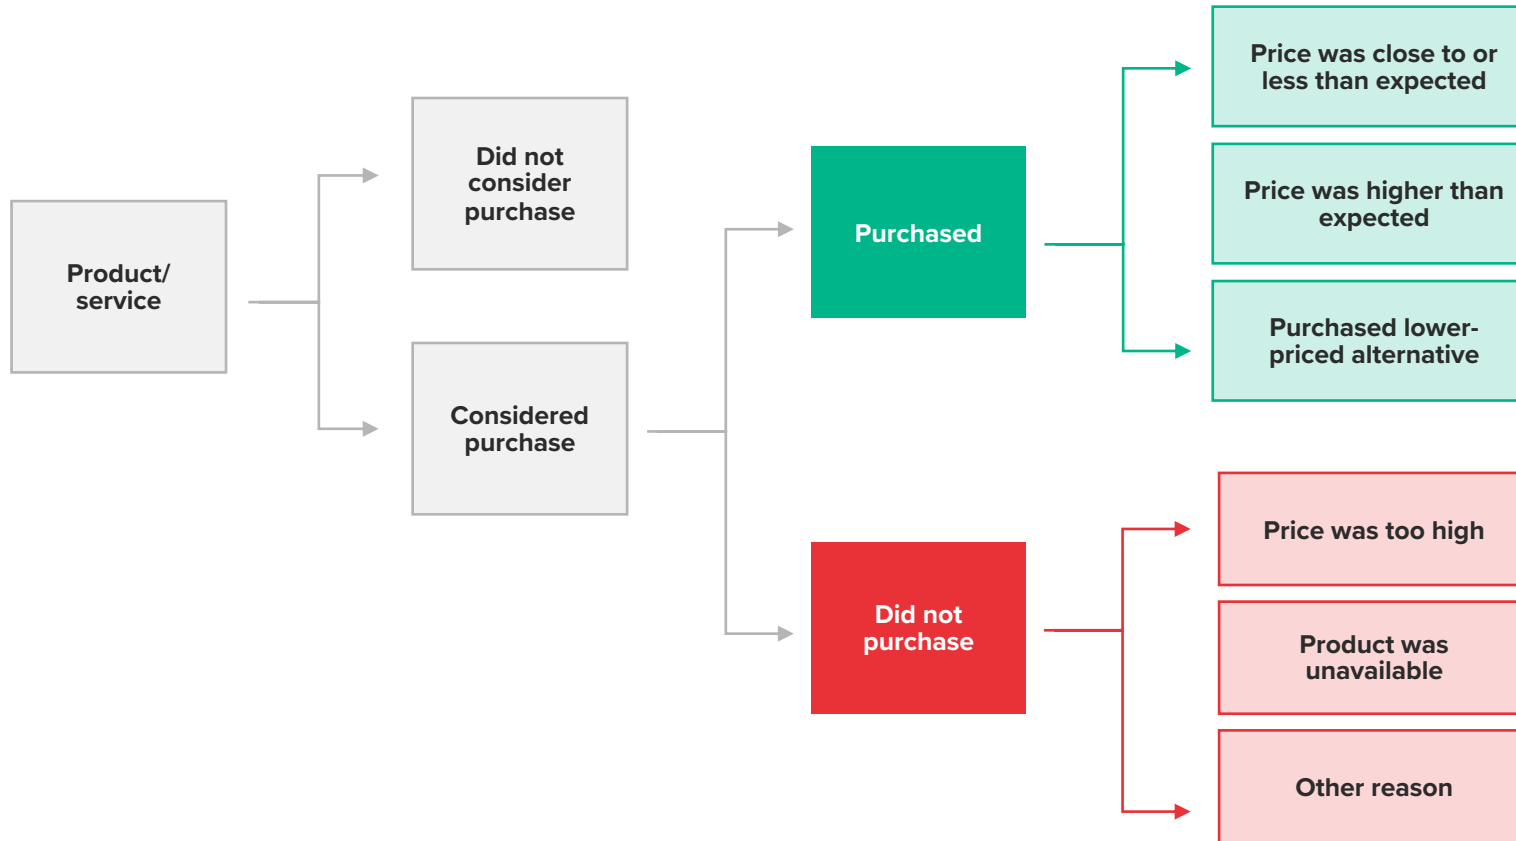 Product/
service
Did not
consider
purchase
Considered
purchase
Purchased
Did not
purchase
Price was close to or
less than expected
Price was higher than
expected
Purchased lower-
priced alternative
Price was too high
Product was
unavailable
Other reason